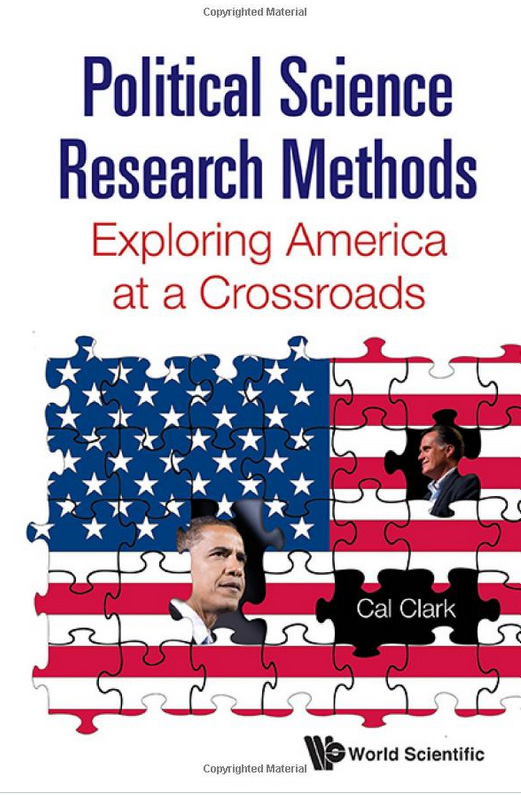 Copyrighted Material
Political Science
Research Methods
Exploring America
at a Crossroads
Cal Clark
World Scientific
Copyrighted Material